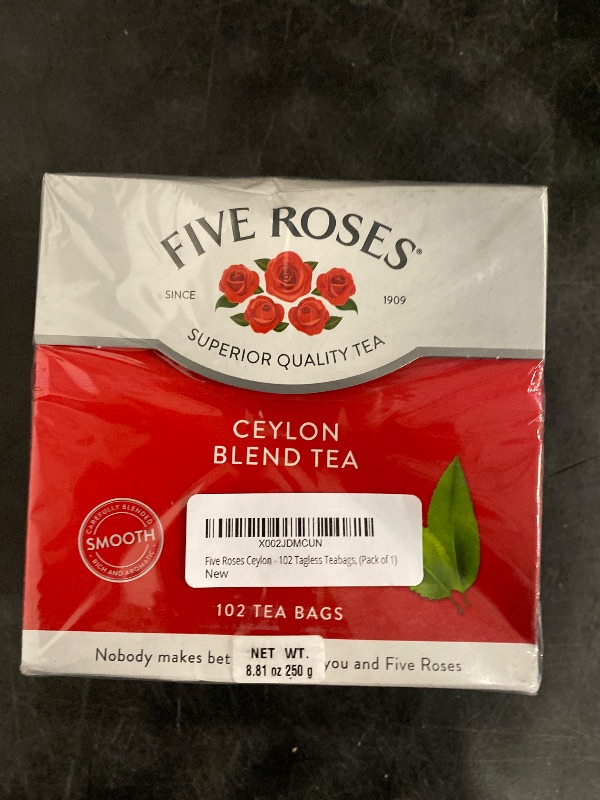 FIVE ROSES®
SINCE 1909
SUPERIOR QUALITY TEA
CEYLON
BLEND TEA
CAREFULLY BLENDED
SMOOTH
RICH AND AROMATIC
X002JDMCUN
Five Roses Ceylon - 102 Tagless Teabags, (Pack of 1)
New
102 TEA BAGS
Nobody makes bet you and Five Roses
NET WT.
8.81 oz 250 g